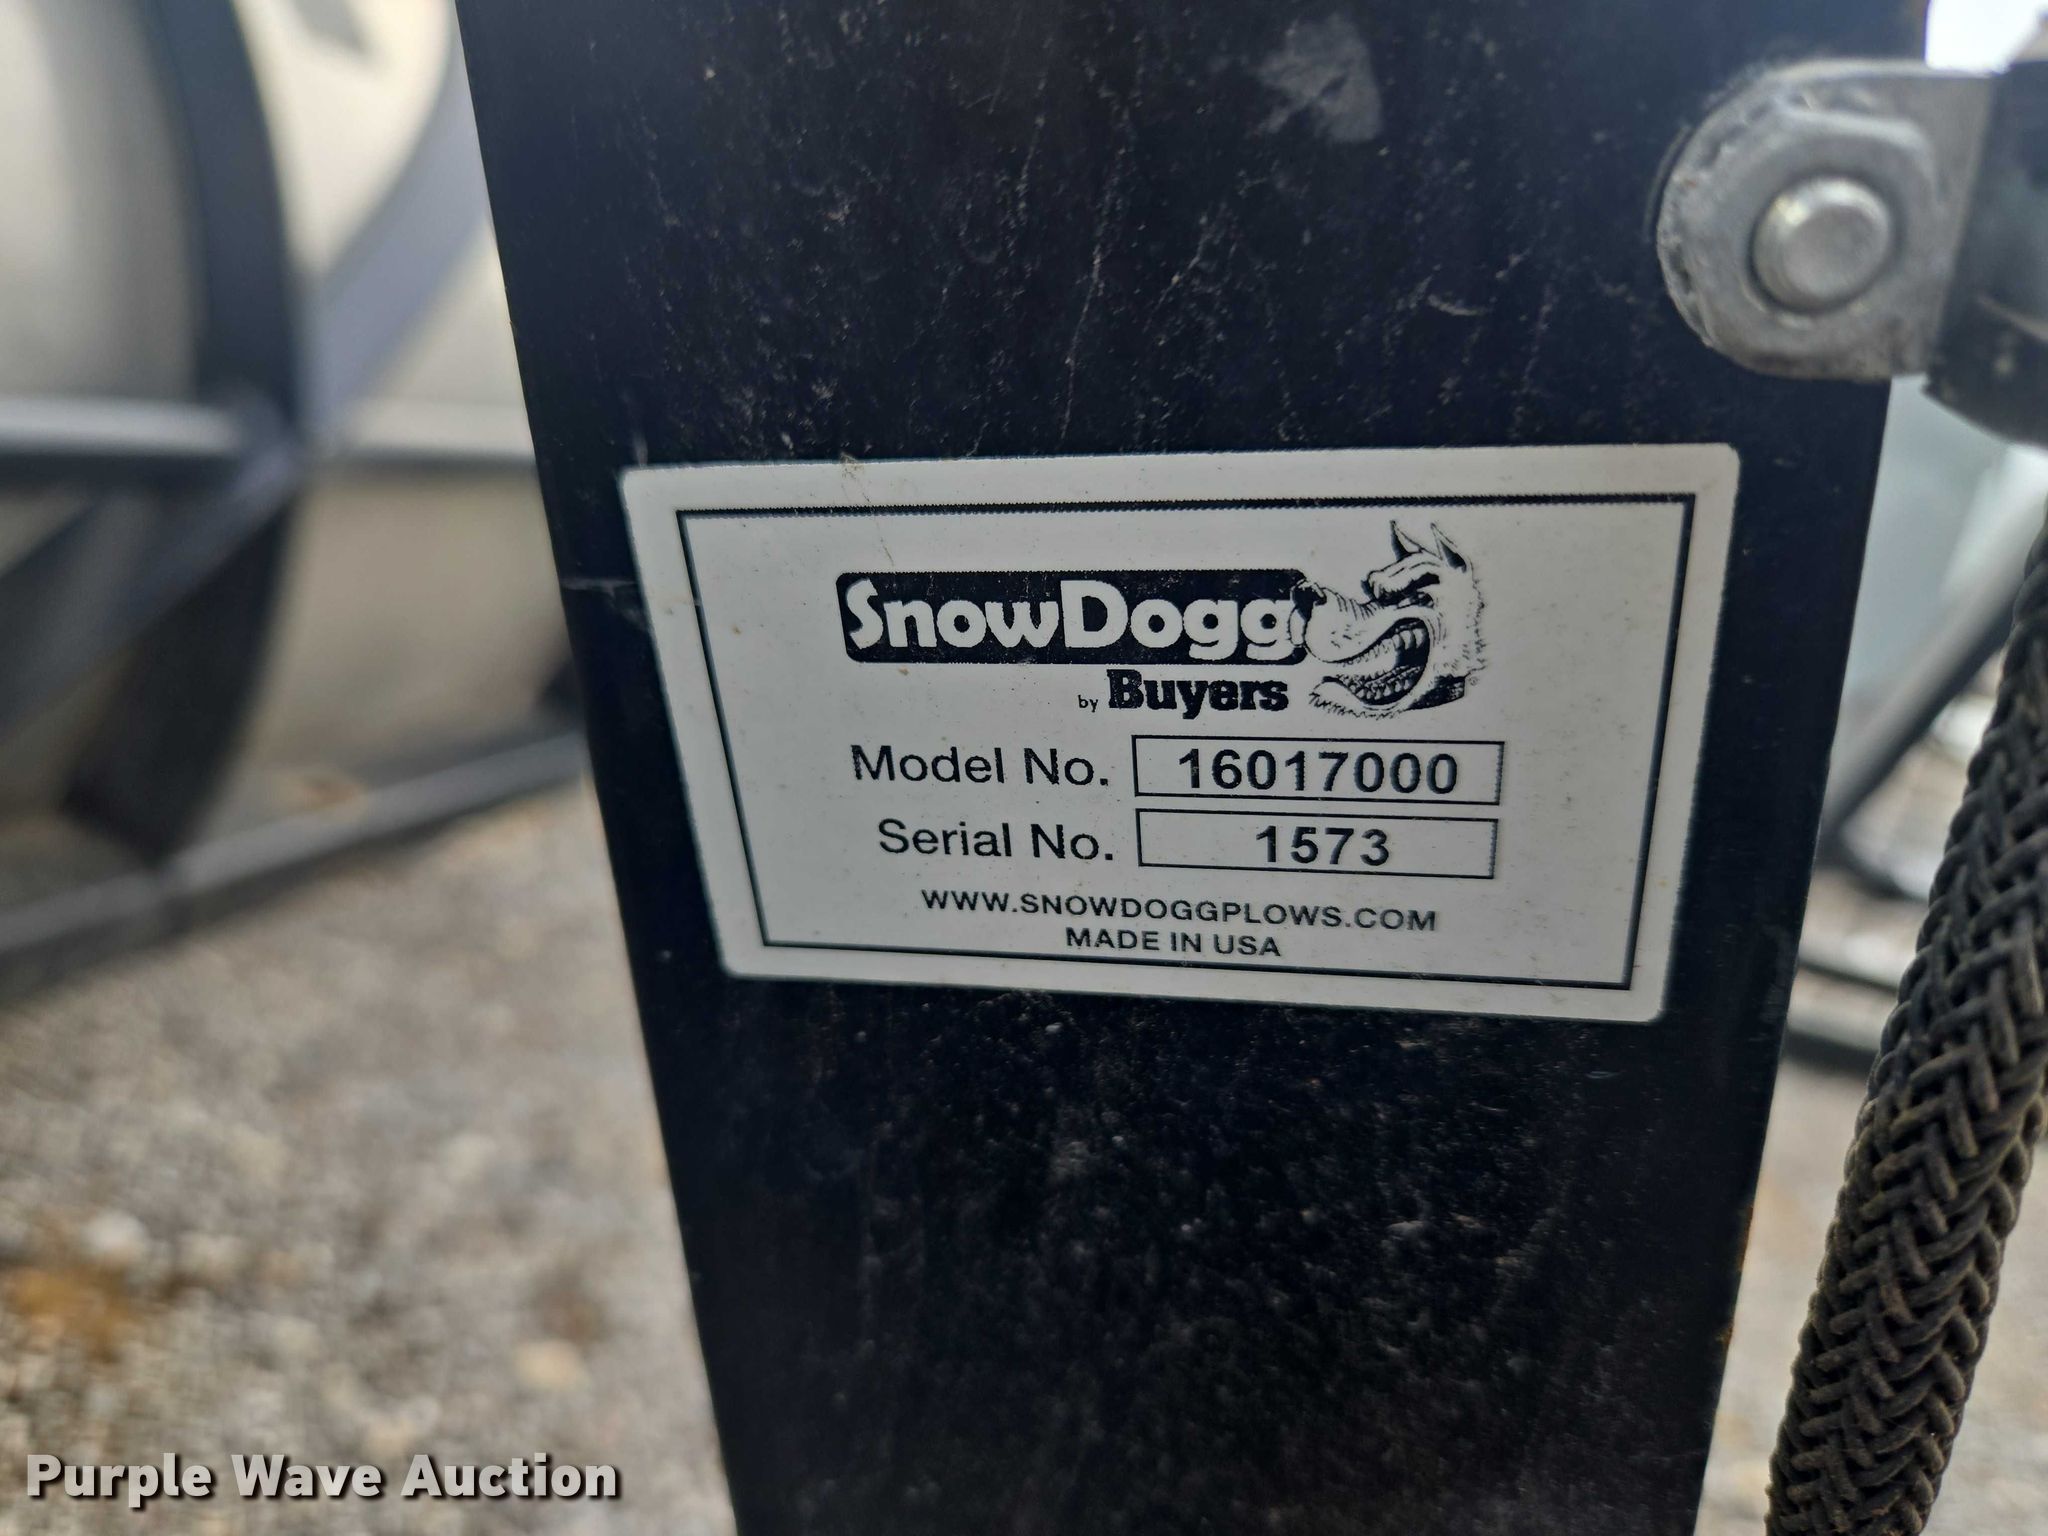 SnowDogg
by Buyers
Model No. 16017000
Serial No. 1573
WWW.SNOWDOGGPLOWS.COM
MADE IN USA
Purple Wave Auction